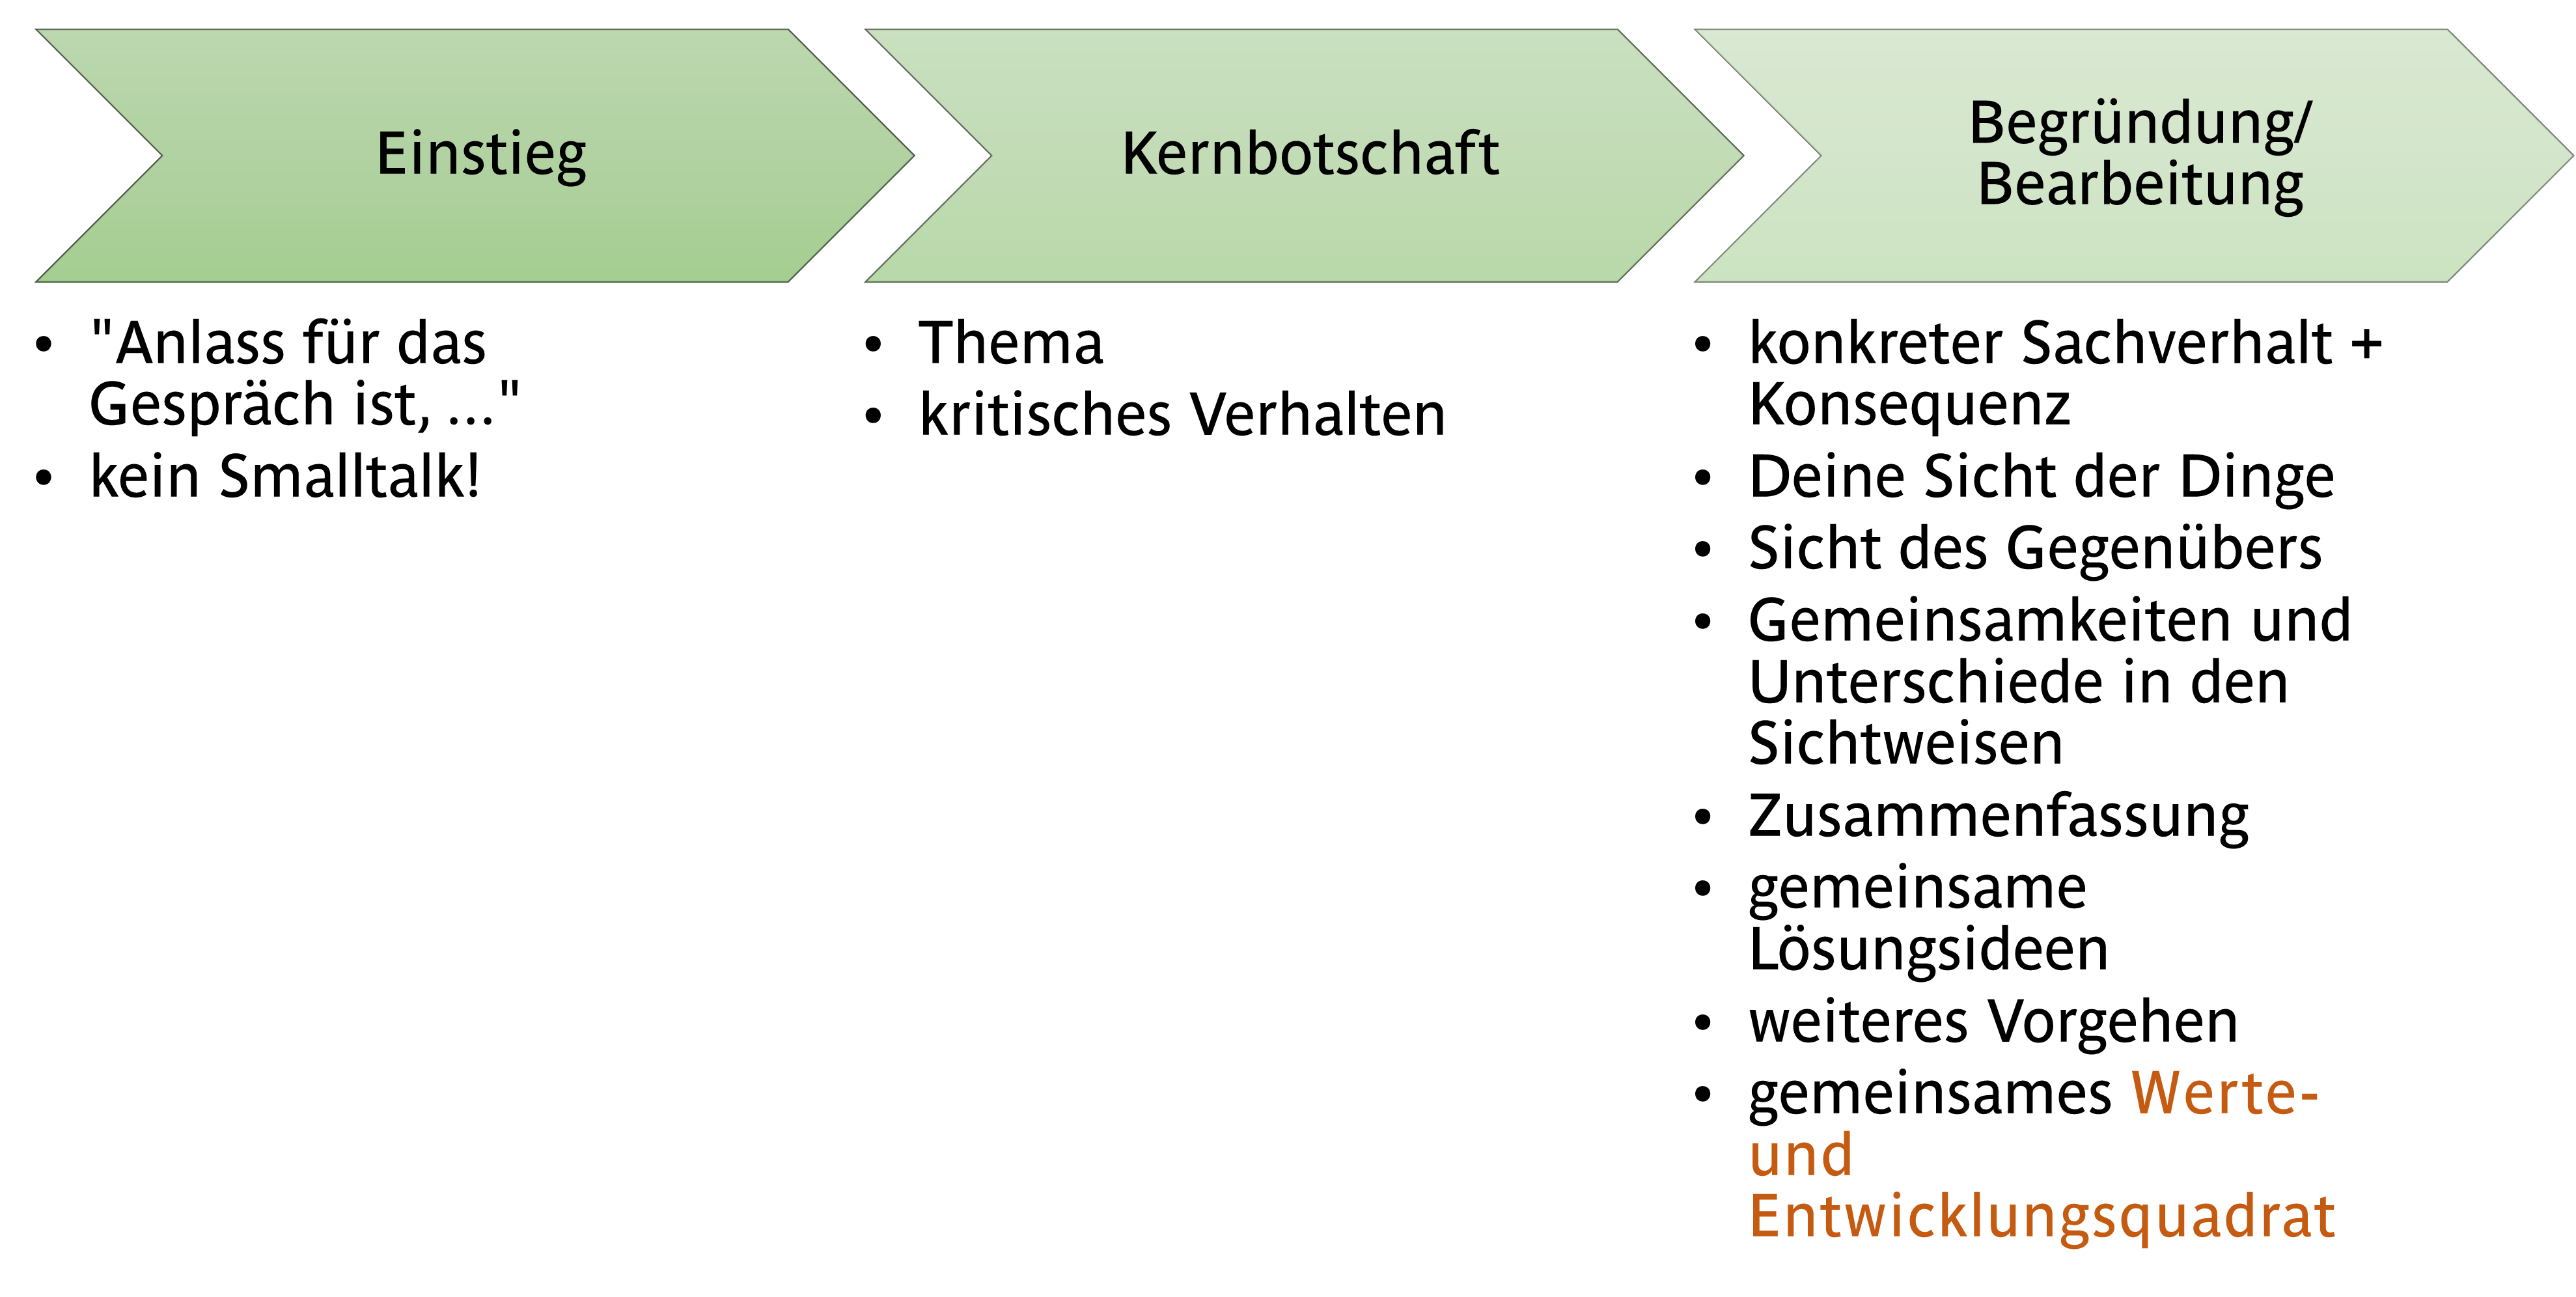 Einstieg
• "Anlass für das
Gespräch ist, ..."
• kein Smalltalk!
Kernbotschaft
• Thema
• kritisches Verhalten
Begründung/
Bearbeitung
• konkreter Sachverhalt +
Konsequenz
• Deine Sicht der Dinge
• Sicht des Gegenübers
• Gemeinsamkeiten und
Unterschiede in den
Sichtweisen
• Zusammenfassung
• gemeinsame
Lösungsideen
• weiteres Vorgehen
• gemeinsames Werte-
und
Entwicklungsquadrat